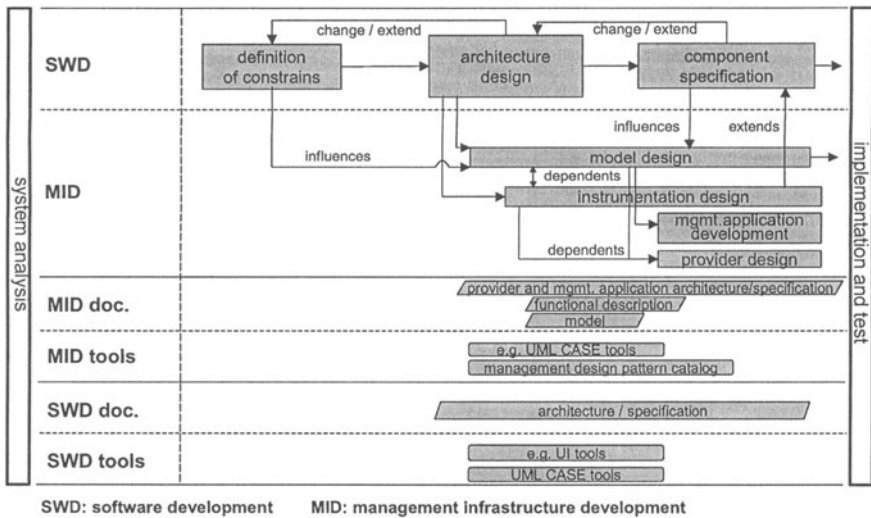 change / extend
change / extend
SWD
definition
of constrains
architecture
design
component
specification
influences
extends
influences
model design
dependents
MID
instrumentation design
mgmt.application
development
dependents
provider design
system analysis
implementation and test
provider and mgmt. application architecture/specification
MID doc.
functional description
model
MID tools
e.g. UML CASE tools
management design pattern catalog
SWD doc.
architecture / specification
SWD tools
e.g. UI tools
UML CASE tools
SWD: software development MID: management infrastructure development